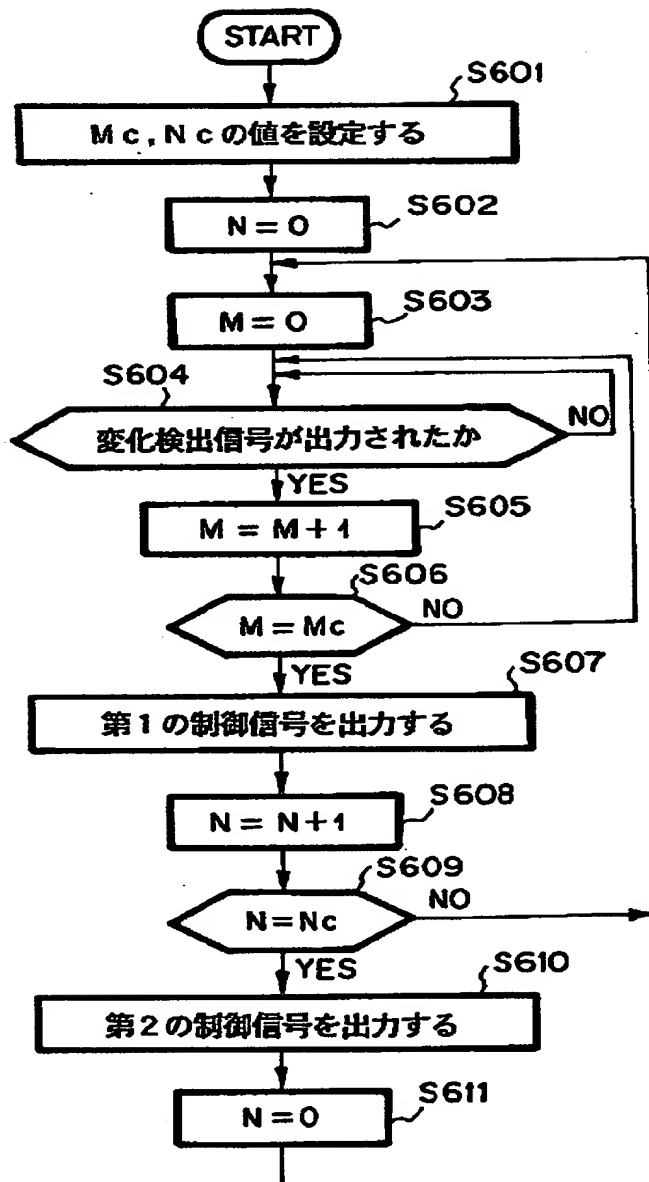 START
S601
Mc,Ncの値を設定する
S602
N=0
S603
M=0
S604
変化検出信号が出力されたか
NO
YES
S605
M=M+1
S606
M=Mc
NO
YES
S607
第1の制御信号を出力する
S608
N=N+1
S609
N=Nc
NO
YES
S610
第2の制御信号を出力する
S611
N=0